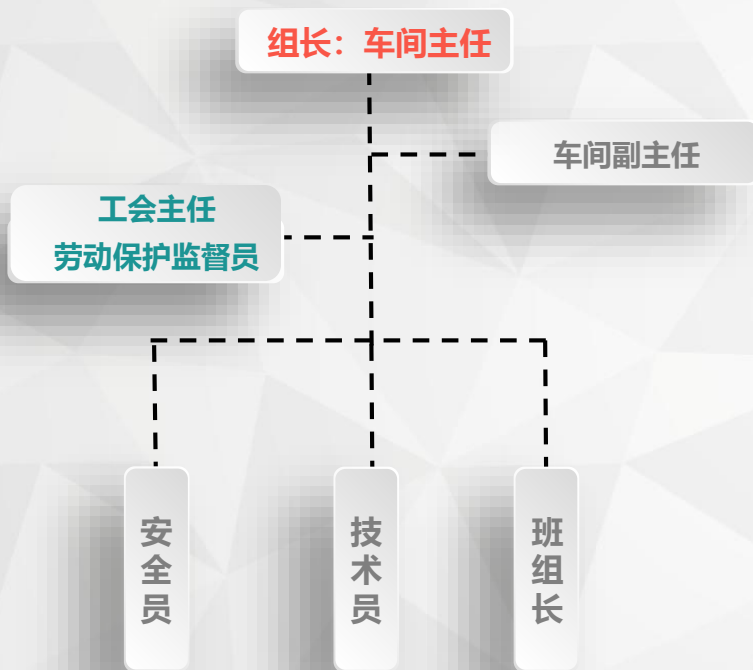 组长：车间主任
车间副主任
工会主任
劳动保护监督员
安全员
技术员
班组长